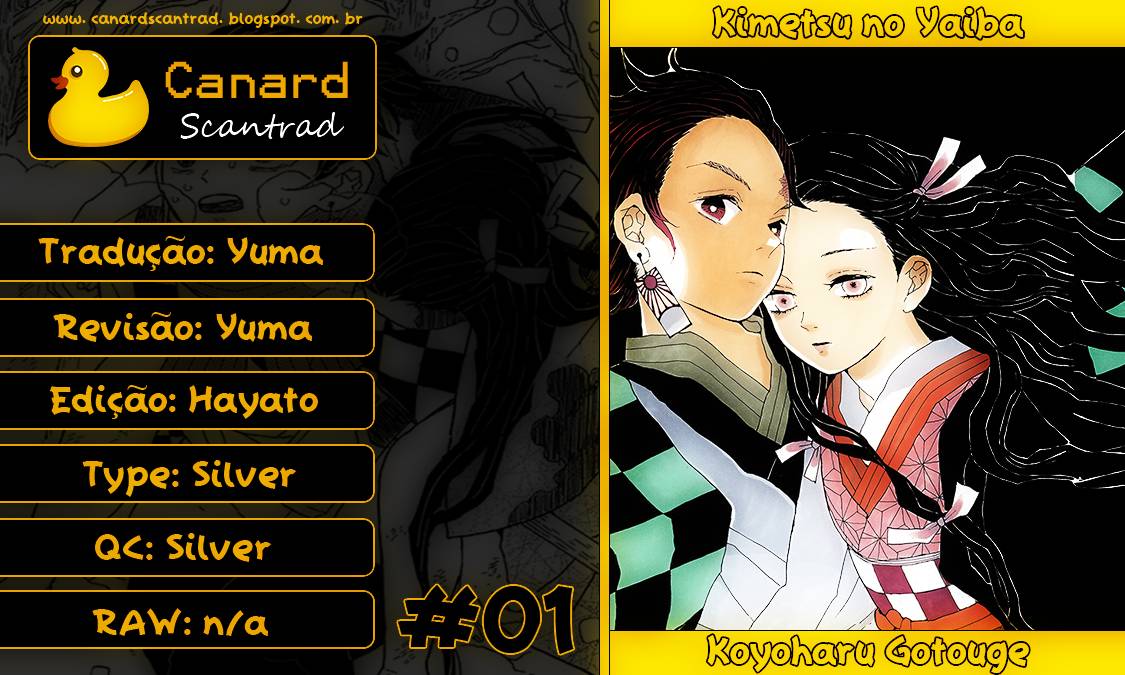 www. canardscantrad. blogspot. com. br
Canard
Scantrad
Tradução: Yuma
Revisão: Yuma
Edição: Hayato
Type: Silver
QC: Silver
RAW: n/a
#01
Kimetsu no Yaiba
Koyoharu Gotouge